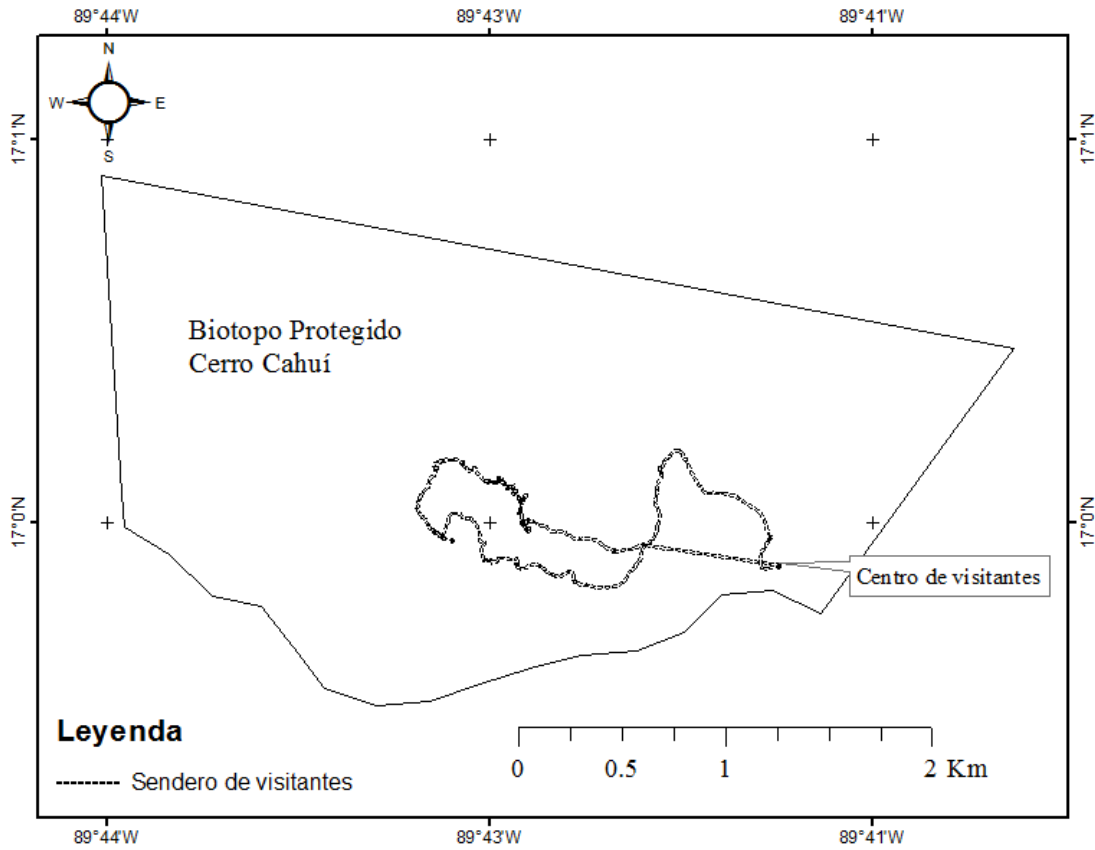 89°44'W 89°43'W 89°41'W
N
W E
S
17°1'N 17°1'N
Biotopo Protegido
Cerro Cahuí
17°0'N 17°0'N
Centro de visitantes
Leyenda
Sendero de visitantes
0 0.5 1 2 Km
89°44'W 89°43'W 89°41'W